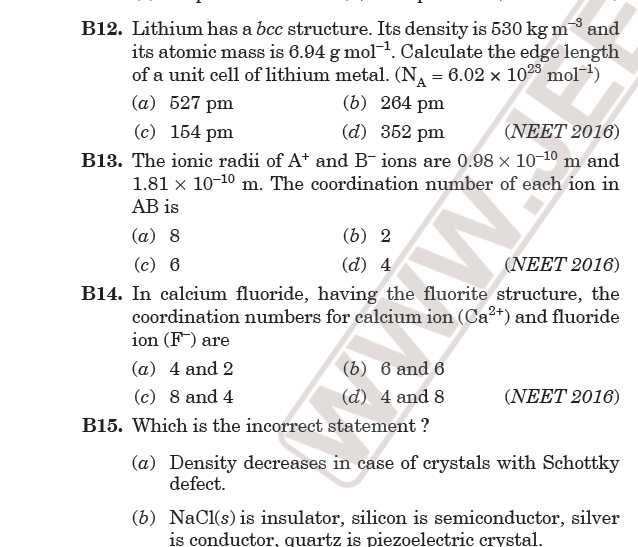 B12. Lithium has a bcc structure. Its density is 530 kg m⁻³ and
its atomic mass is 6.94 g mol⁻¹. Calculate the edge length
of a unit cell of lithium metal. (N_A = 6.02 × 10²³ mol⁻¹)
(a) 527 pm (b) 264 pm
(c) 154 pm (d) 352 pm (NEET 2016)
B13. The ionic radii of A⁺ and B⁻ ions are 0.98 × 10⁻¹⁰ m and
1.81 × 10⁻¹⁰ m. The coordination number of each ion in
AB is
(a) 8 (b) 2
(c) 6 (d) 4 (NEET 2016)
B14. In calcium fluoride, having the fluorite structure, the
coordination numbers for calcium ion (Ca²⁺) and fluoride
ion (F⁻) are
(a) 4 and 2 (b) 6 and 6
(c) 8 and 4 (d) 4 and 8 (NEET 2016)
B15. Which is the incorrect statement ?
(a) Density decreases in case of crystals with Schottky
defect.
(b) NaCl(s) is insulator, silicon is semiconductor, silver
is conductor, quartz is piezoelectric crystal.
WWW.JEE